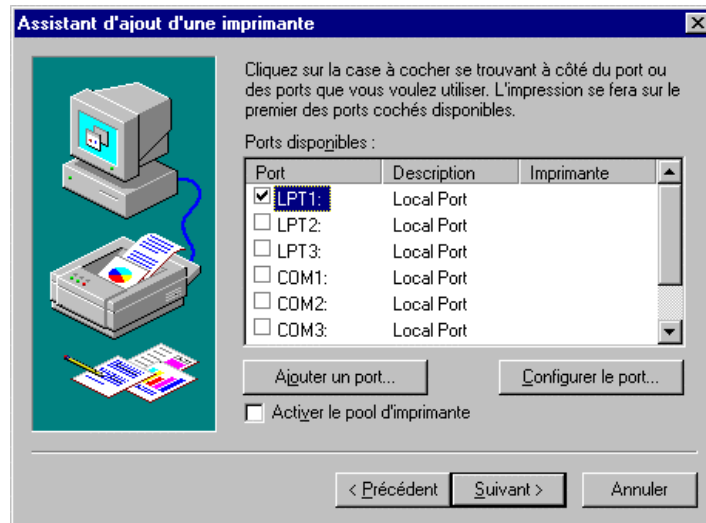 Assistant d'ajout d'une imprimante
Cliquez sur la case à cocher se trouvant à côté du port ou
des ports que vous voulez utiliser. L'impression se fera sur le
premier des ports cochés disponibles.
Ports disponibles :
Port Description Imprimante
LPT1: Local Port
LPT2: Local Port
LPT3: Local Port
COM1: Local Port
COM2: Local Port
COM3: Local Port
Ajouter un port... Configurer le port...
Activer le pool d'imprimante
< Précédent Suivant > Annuler